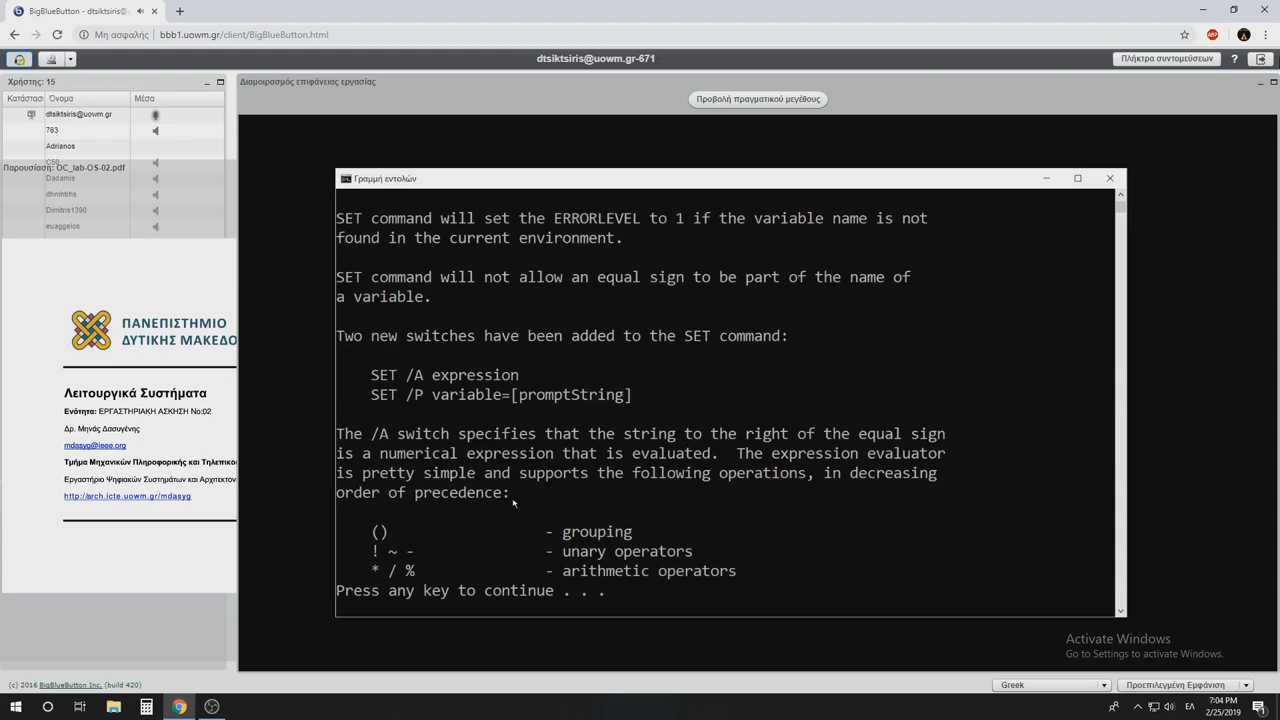 BigBlueButton - dtsiktsiris@
Μη ασφαλής
bbb1.uowm.gr/client/BigBlueButton.html
dtsiktsiris@uowm.gr-671
Πλήκτρα συντομεύσεων
?
Χρήστης: 15
Διαμοιρασμός επιφάνειας εργασίας
Κατάστασι
Όνομα
Μέσα
Προβολή πραγματικού μεγέθους
dtsiktsiris@uowm.gr
763
Adrianos
Παρουσίαση: OC_lab-OS-02.pdf
Dadamis
dhmhtrhs
Dimitris1390
euaggelos
ΠΑΝΕΠΙΣΤΗΜΙΟ
ΔΥΤΙΚΗΣ ΜΑΚΕΔΟ
Λειτουργικά Συστήματα
Ενότητα: ΕΡΓΑΣΤΗΡΙΑΚΗ ΑΣΚΗΣΗ Νο:02
Δρ. Μηνάς Δασυγένης
mdasyg@ieee.org
Τμήμα Μηχανικών Πληροφορικής και Τηλεπικο
Εργαστήριο Ψηφιακών Συστημάτων και Αρχιτεκτον
http://arch.icte.uowm.gr/mdasyg
Γραμμή εντολών
SET command will set the ERRORLEVEL to 1 if the variable name is not
found in the current environment.
SET command will not allow an equal sign to be part of the name of
a variable.
Two new switches have been added to the SET command:
SET /A expression
SET /P variable=[promptString]
The /A switch specifies that the string to the right of the equal sign
is a numerical expression that is evaluated.  The expression evaluator
is pretty simple and supports the following operations, in decreasing
order of precedence:
() - grouping
! ~ - - unary operators
* / % - arithmetic operators
Press any key to continue . . .
Activate Windows
Go to Settings to activate Windows.
(c) 2016 BigBlueButton Inc. (build 420)
Greek
Προεπιλεγμένη Εμφάνιση
ΕΛ
7:04 PM
2/25/2019